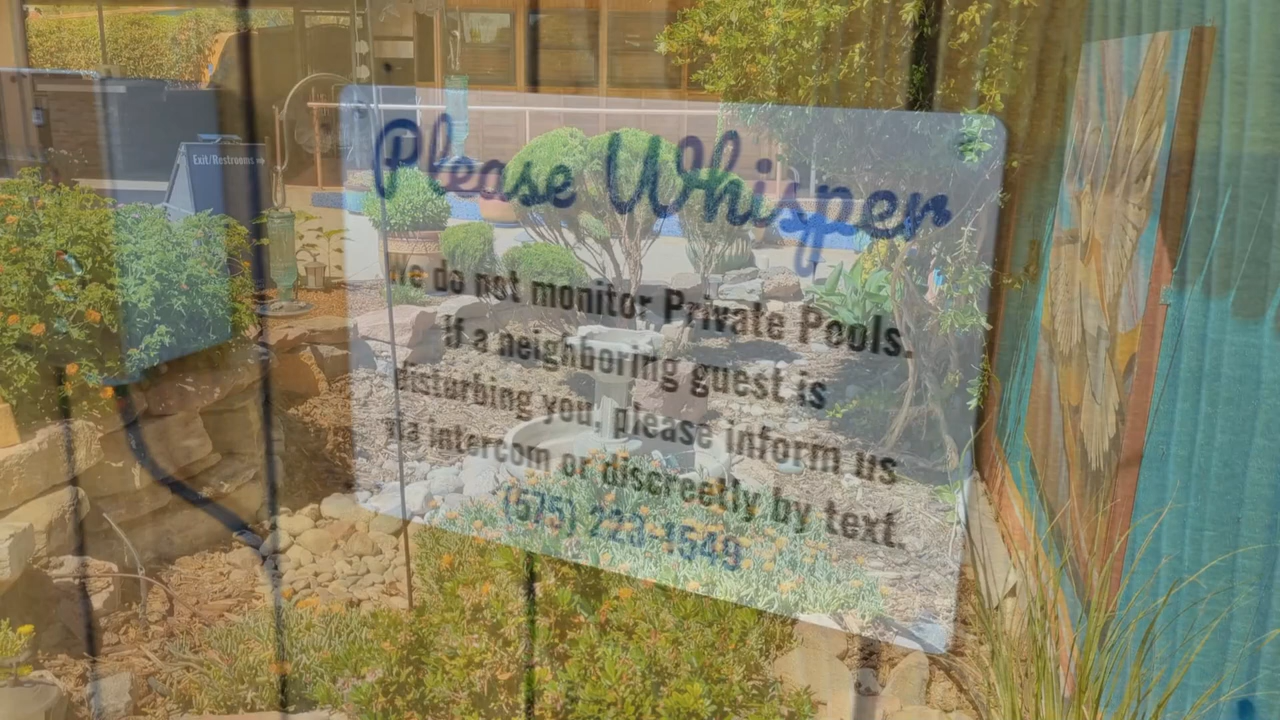 Exit/Restrooms
Please Whisper
We do not monitor Private Pools.
If a neighboring guest is
disturbing you, please inform us
via intercom or discreetly by text.
(575) 223-1549